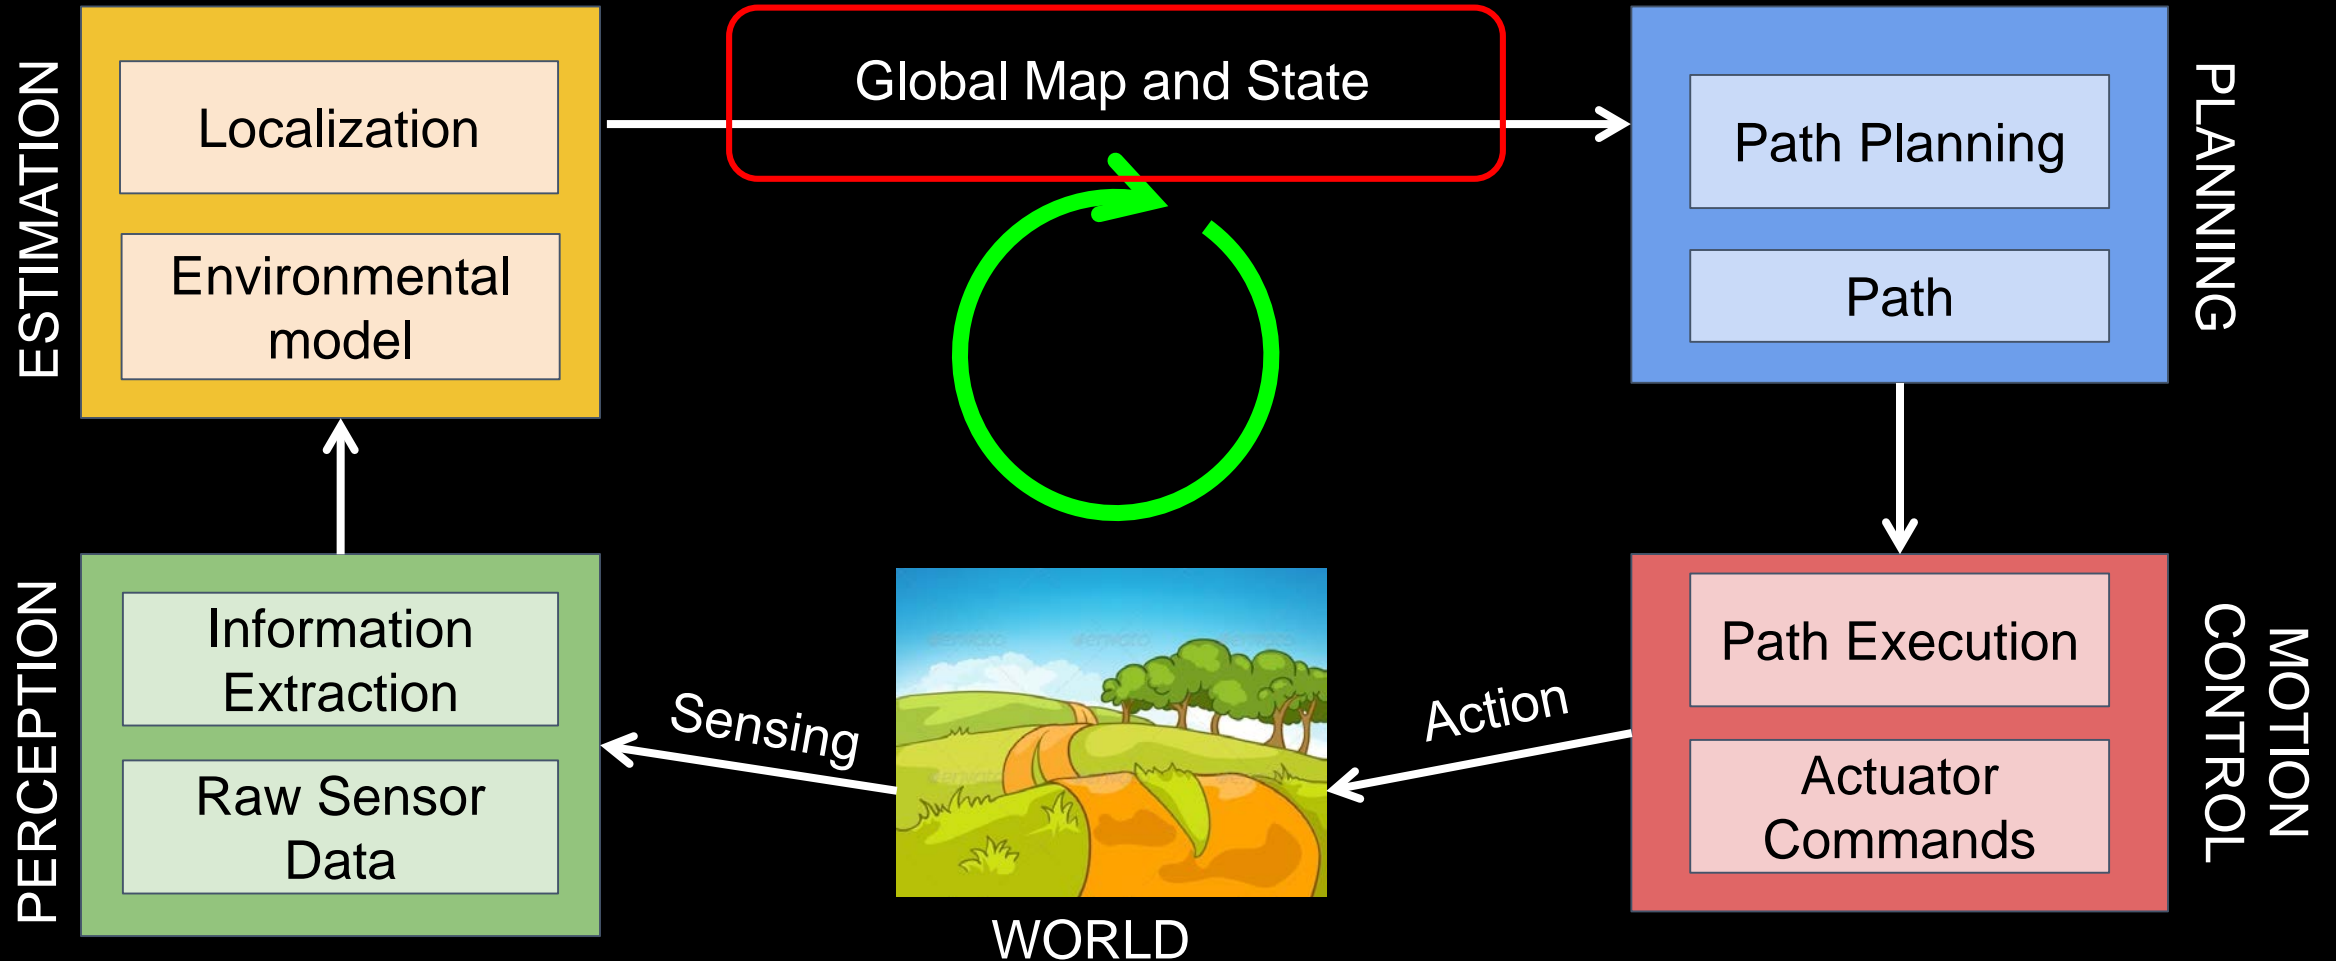 ESTIMATION
Localization
Environmental
model
Global Map and State
PLANNING
Path Planning
Path
PERCEPTION
Information
Extraction
Raw Sensor
Data
Sensing
WORLD
Action
MOTION
CONTROL
Path Execution
Actuator
Commands